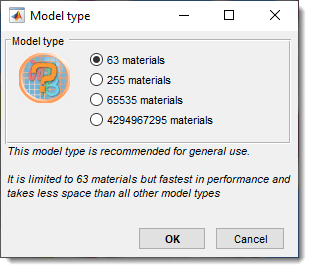 Model type
Model type
63 materials
255 materials
65535 materials
4294967295 materials
This model type is recommended for general use.
It is limited to 63 materials but fastest in performance and
takes less space than all other model types
OK
Cancel